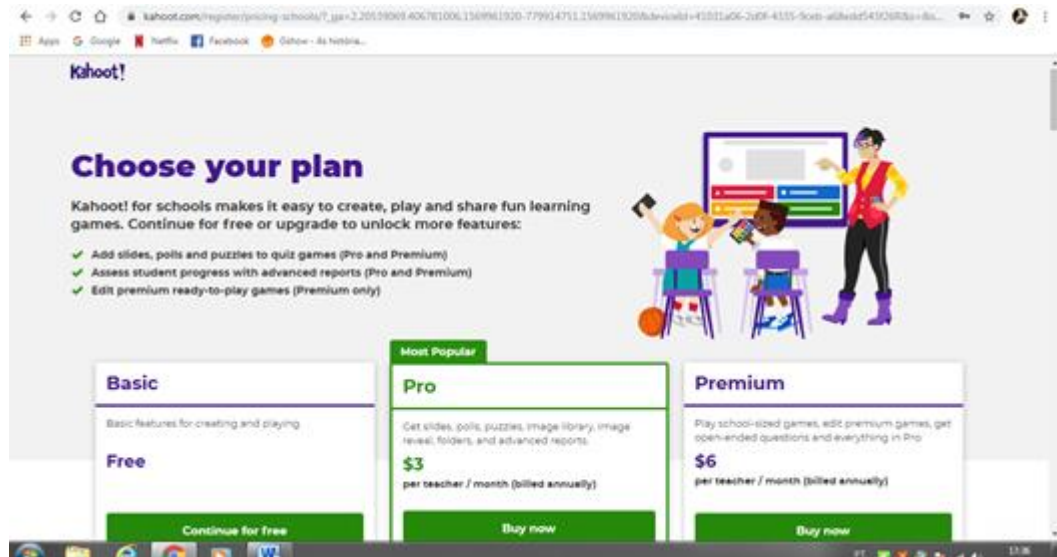 Apps Google Netflix Facebook Gshow - As história...
Kahoot!
Choose your plan
Kahoot! for schools makes it easy to create, play and share fun learning
games. Continue for free or upgrade to unlock more features:
Add slides, polls and puzzles to quiz games (Pro and Premium)
Assess student progress with advanced reports (Pro and Premium)
Edit premium ready-to-play games (Premium only)
Most Popular
Basic
Basic features for creating and playing
Free
Continue for free
Pro
Get slides, polls, puzzles, image library, image
reveal, folders, and advanced reports.
$3
per teacher / month (billed annually)
Buy now
Premium
Play school-sized games, edit premium games, get
open-ended questions and everything in Pro
$6
per teacher / month (billed annually)
Buy now
PT